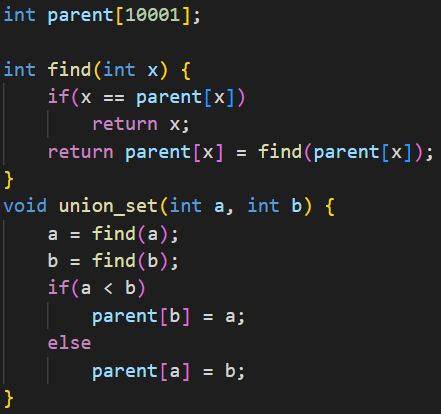 int parent[10001];

int find(int x) {
    if(x == parent[x])
        return x;
    return parent[x] = find(parent[x]);
}
void union_set(int a, int b) {
    a = find(a);
    b = find(b);
    if(a < b)
        parent[b] = a;
    else
        parent[a] = b;
}